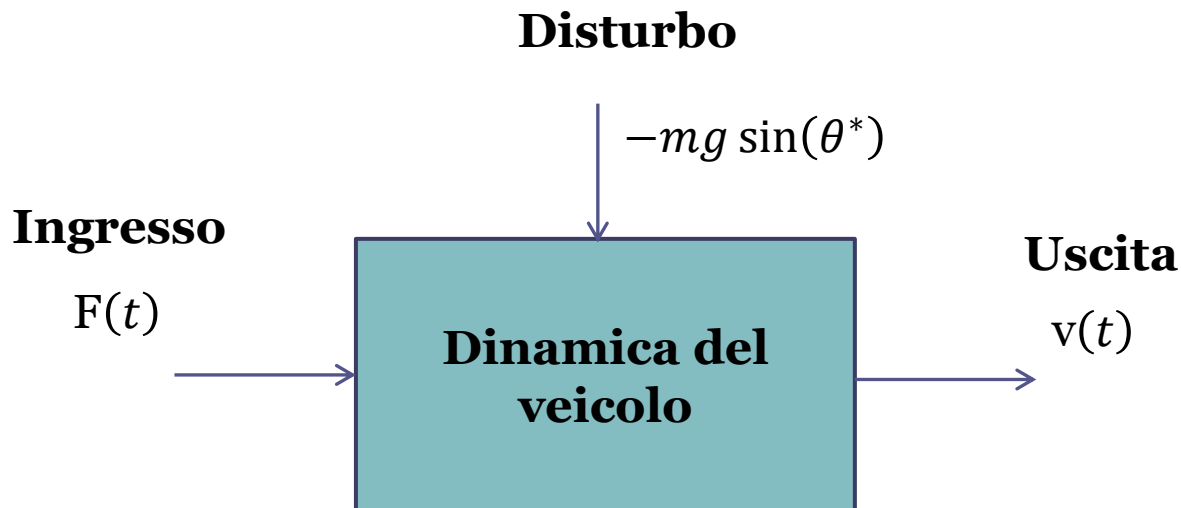 Disturbo
−mg sin(θ*)
Ingresso
F(t)
Uscita
v(t)
Dinamica del
veicolo